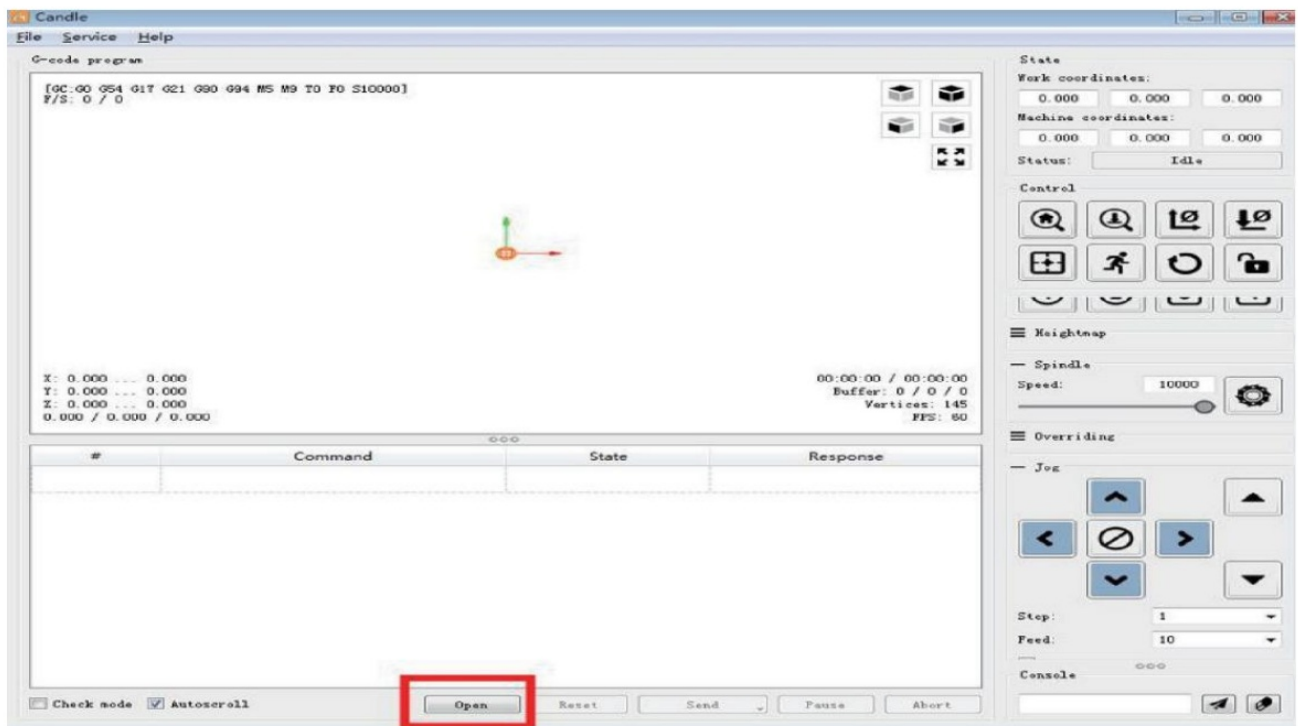 Candle
File Service Help
G-code program
[GC:G0 G54 G17 G21 G90 G94 M5 M9 T0 F0 S10000]
F/S: 0 / 0
X: 0.000 ... 0.000
Y: 0.000 ... 0.000
Z: 0.000 ... 0.000
0.000 / 0.000 / 0.000
00:00:00 / 00:00:00
Buffer: 0 / 0 / 0
Vertices: 145
FPS: 60
# Command State Response
Check mode Autoscroll Open Reset Send Pause Abort
State
Work coordinates:
0.000 0.000 0.000
Machine coordinates:
0.000 0.000 0.000
Status: Idle
Control
Heightmap
Spindle
Speed: 10000
Overriding
Jog
Step: 1
Feed: 10
Console